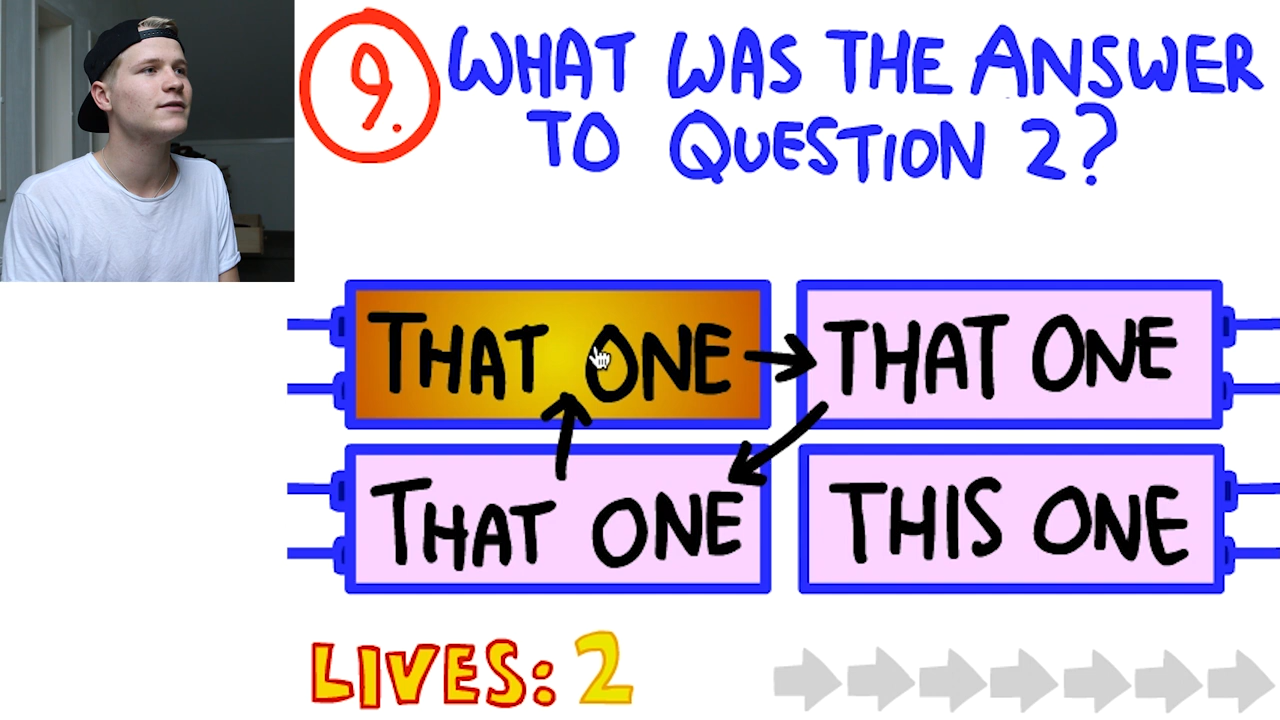 9. WHAT WAS THE ANSWER
TO QUESTION 2?
THAT ONE THAT ONE
THAT ONE THIS ONE
LIVES: 2